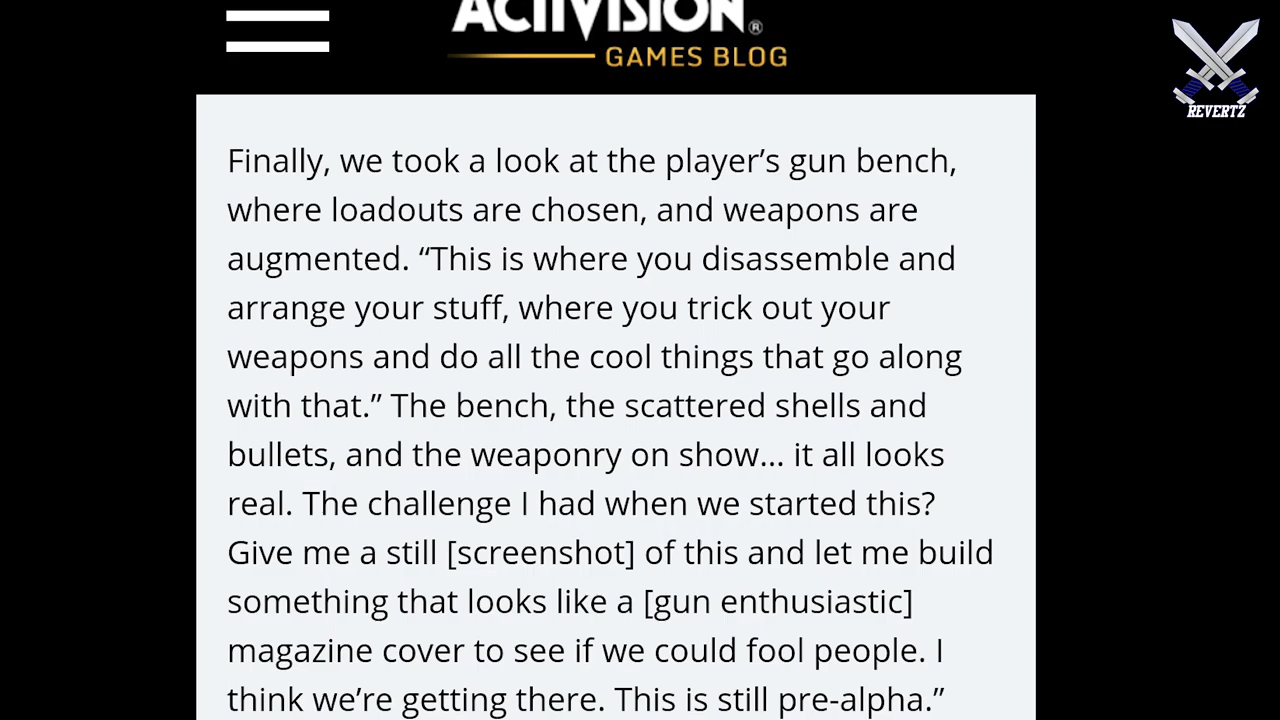 ACTIVISION®
GAMES BLOG
REVERTZ
Finally, we took a look at the player’s gun bench,
where loadouts are chosen, and weapons are
augmented. “This is where you disassemble and
arrange your stuff, where you trick out your
weapons and do all the cool things that go along
with that.” The bench, the scattered shells and
bullets, and the weaponry on show... it all looks
real. The challenge I had when we started this?
Give me a still [screenshot] of this and let me build
something that looks like a [gun enthusiastic]
magazine cover to see if we could fool people. I
think we’re getting there. This is still pre-alpha.”